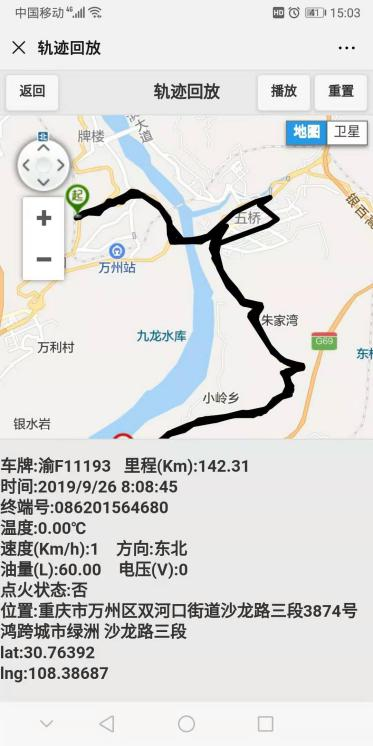 中国移动 46 HD 41 15:03
轨迹回放
返回 轨迹回放 播放 重置
地图 卫星
北
牌楼
大道
起
五桥
银百高
万州站
朱家湾
九龙水库
G69
万利村
小岭乡
银水岩
车牌:渝F11193 里程(Km):142.31
时间:2019/9/26 8:08:45
终端号:086201564680
温度:0.00℃
速度(Km/h):1 方向:东北
油量(L):60.00 电压(V):0
点火状态:否
位置:重庆市万州区双河口街道沙龙路三段3874号
鸿跨城市绿洲 沙龙路三段
lat:30.76392
lng:108.38687